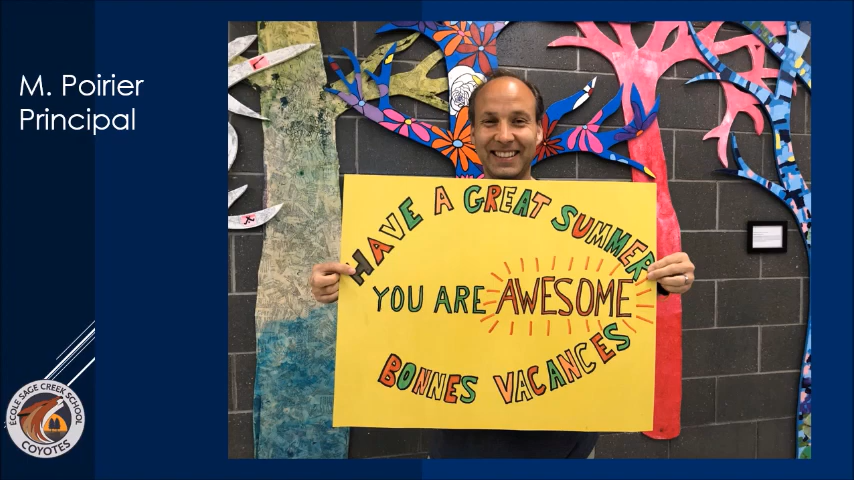 M. Poirier
Principal
HAVE A GREAT SUMMER
YOU ARE AWESOME
BONNES VACANCES
ÉCOLE SAGE CREEK SCHOOL
COYOTES